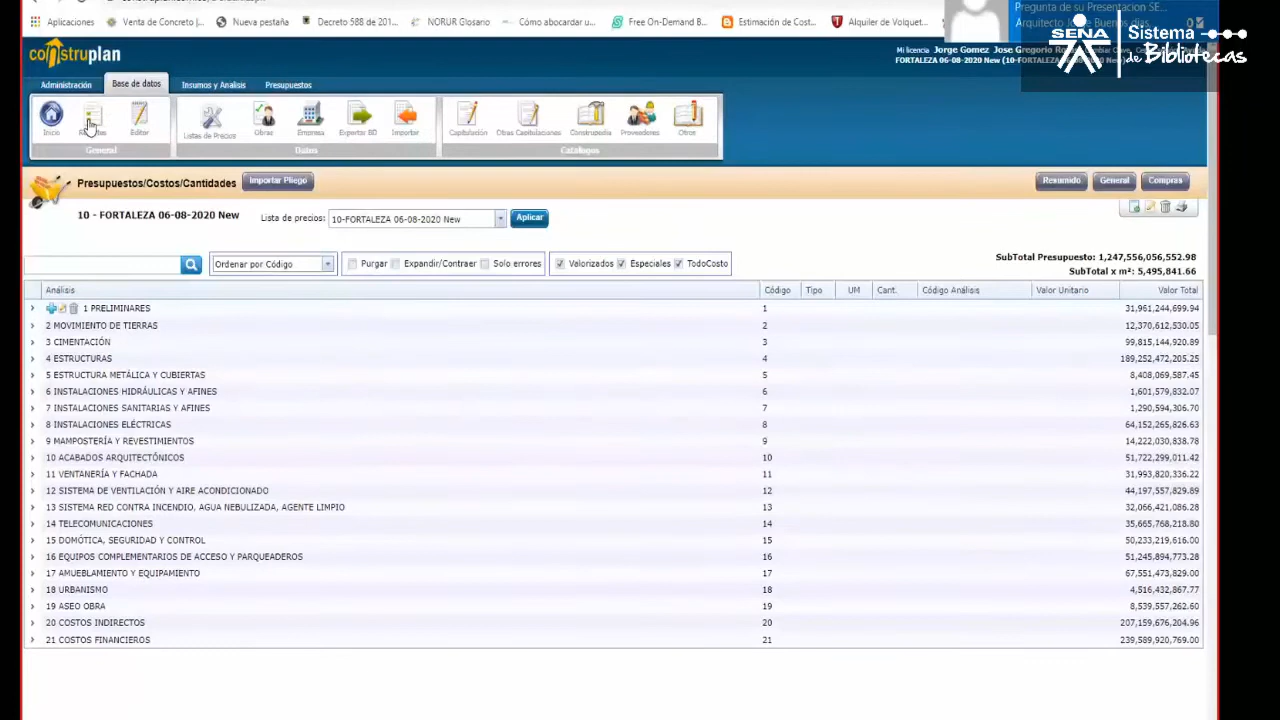 Pregunta de su Presentacion SE...
Aplicaciones
Venta de Concreto |...
Nueva pestaña
Decreto 588 de 201...
NORUR Glosario
Cómo abocardar u...
Free On-Demand B...
Estimación de Cost...
Alquiler de Volquet...
SENA
Sistema
de Bibliotecas
construplan
Mi licencia Jorge Gomez Jose Gregorio
FORTALEZA 06-08-2020 New
Administración
Base de datos
Insumos y Analisis
Presupuestos
Inicio
Editor
Listas de Precios
Obras
Empresa
Exportar BD
Importar
Capitulación
Otras Capitulaciones
Construpedia
Proveedores
Otros
General
Datos
Catalogos
Presupuestos/Costos/Cantidades
Importar Pliego
Resumido
General
Compras
10 - FORTALEZA 06-08-2020 New
Lista de precios:
10-FORTALEZA 06-08-2020 New
Aplicar
Ordenar por Código
Purgar
Expandir/Contraer
Solo errores
Valorizados
Especiales
TodoCosto
SubTotal Presupuesto: 1,247,556,056,552.98
SubTotal x m²: 5,495,841.66
Análisis Código Tipo UM Cant. Código Análisis Valor Unitario Valor Total
1 PRELIMINARES 1 31,961,244,699.94
2 MOVIMIENTO DE TIERRAS 2 12,370,612,530.05
3 CIMENTACIÓN 3 99,815,144,920.89
4 ESTRUCTURAS 4 189,252,472,205.25
5 ESTRUCTURA METÁLICA Y CUBIERTAS 5 8,408,069,587.45
6 INSTALACIONES HIDRÁULICAS Y AFINES 6 1,601,579,832.07
7 INSTALACIONES SANITARIAS Y AFINES 7 1,290,594,306.70
8 INSTALACIONES ELÉCTRICAS 8 64,152,265,826.63
9 MAMPOSTERÍA Y REVESTIMIENTOS 9 14,222,030,838.78
10 ACABADOS ARQUITECTÓNICOS 10 51,722,299,011.42
11 VENTANERÍA Y FACHADA 11 31,993,820,336.22
12 SISTEMA DE VENTILACIÓN Y AIRE ACONDICIONADO 12 44,197,557,829.89
13 SISTEMA RED CONTRA INCENDIO, AGUA NEBULIZADA, AGENTE LIMPIO 13 32,066,421,086.28
14 TELECOMUNICACIONES 14 35,665,768,218.80
15 DOMÓTICA, SEGURIDAD Y CONTROL 15 50,233,219,616.00
16 EQUIPOS COMPLEMENTARIOS DE ACCESO Y PARQUEADEROS 16 51,245,894,773.28
17 AMUEBLAMIENTO Y EQUIPAMIENTO 17 67,551,473,829.00
18 URBANISMO 18 4,516,432,867.77
19 ASEO OBRA 19 8,539,557,262.60
20 COSTOS INDIRECTOS 20 207,159,676,204.96
21 COSTOS FINANCIEROS 21 239,589,920,769.00